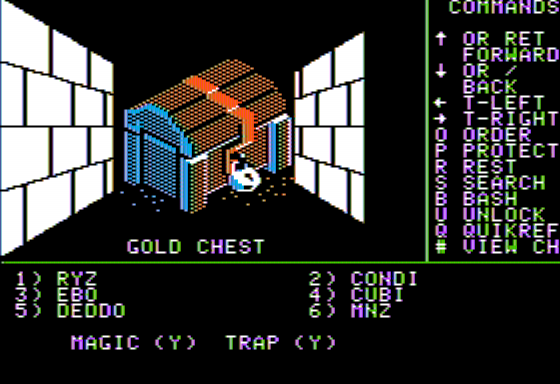 COMMANDS
↑ OR RET
FORWARD
↓ OR /
BACK
← T-LEFT
→ T-RIGHT
O ORDER
P PROTECT
R REST
S SEARCH
B BASH
U UNLOCK
Q QUIKREF
# VIEW CH
GOLD CHEST
1) RYZ 2) CONDI
3) EBO 4) CUBI
5) DEDDO 6) MNZ
MAGIC (Y) TRAP (Y)